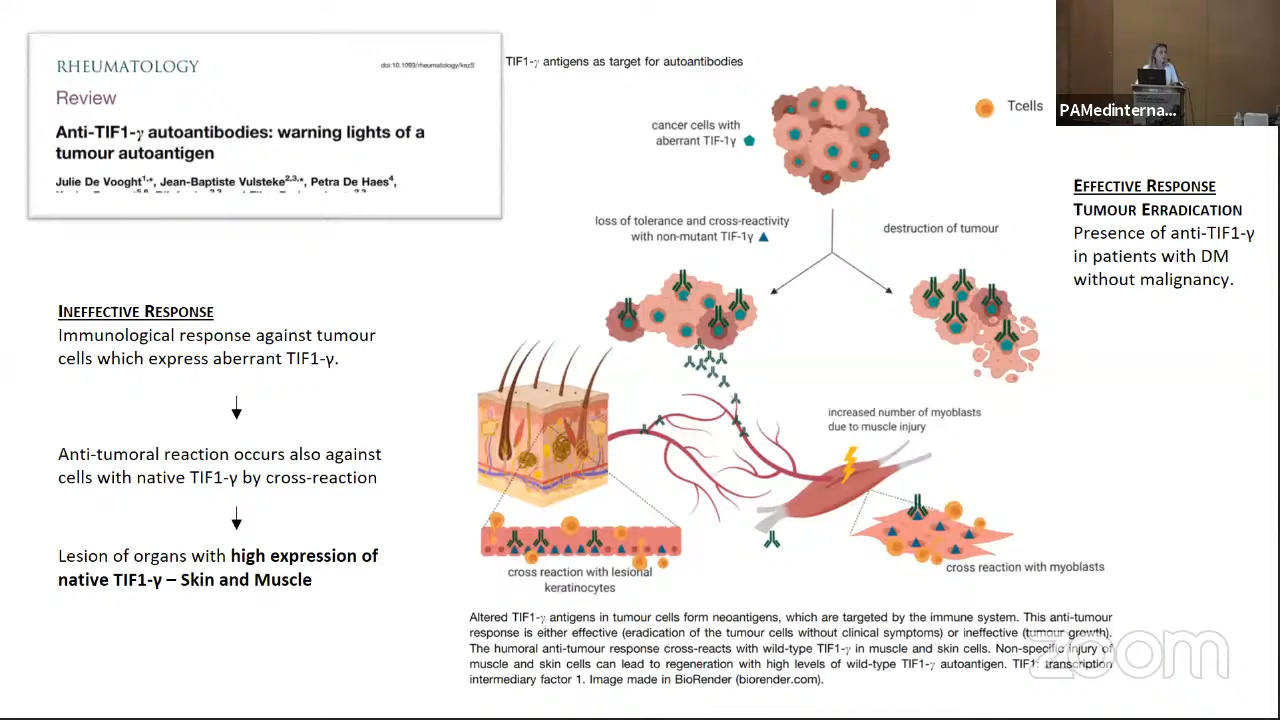 RHEUMATOLOGY
doi:10.1093/rheumatology/kez5
Review
Anti-TIF1-γ autoantibodies: warning lights of a
tumour autoantigen
Julie De Vooght1,*, Jean-Baptiste Vulsteke2,3,*, Petra De Haes4,
TIF1-γ antigens as target for autoantibodies
cancer cells with
aberrant TIF-1γ
Tcells
PAMedinterna...
loss of tolerance and cross-reactivity
with non-mutant TIF-1γ
destruction of tumour
EFFECTIVE RESPONSE
TUMOUR ERRADICATION
Presence of anti-TIF1-γ
in patients with DM
without malignancy.
INEFFECTIVE RESPONSE
Immunological response against tumour
cells which express aberrant TIF1-γ.
Anti-tumoral reaction occurs also against
cells with native TIF1-γ by cross-reaction
Lesion of organs with high expression of
native TIF1-γ – Skin and Muscle
increased number of myoblasts
due to muscle injury
cross reaction with lesional
keratinocytes
cross reaction with myoblasts
Altered TIF1-γ antigens in tumour cells form neoantigens, which are targeted by the immune system. This anti-tumour
response is either effective (eradication of the tumour cells without clinical symptoms) or ineffective (tumour growth).
The humoral anti-tumour response cross-reacts with wild-type TIF1-γ in muscle and skin cells. Non-specific injury of
muscle and skin cells can lead to regeneration with high levels of wild-type TIF1-γ autoantigen. TIF1: transcription
intermediary factor 1. Image made in BioRender (biorender.com).
zoom